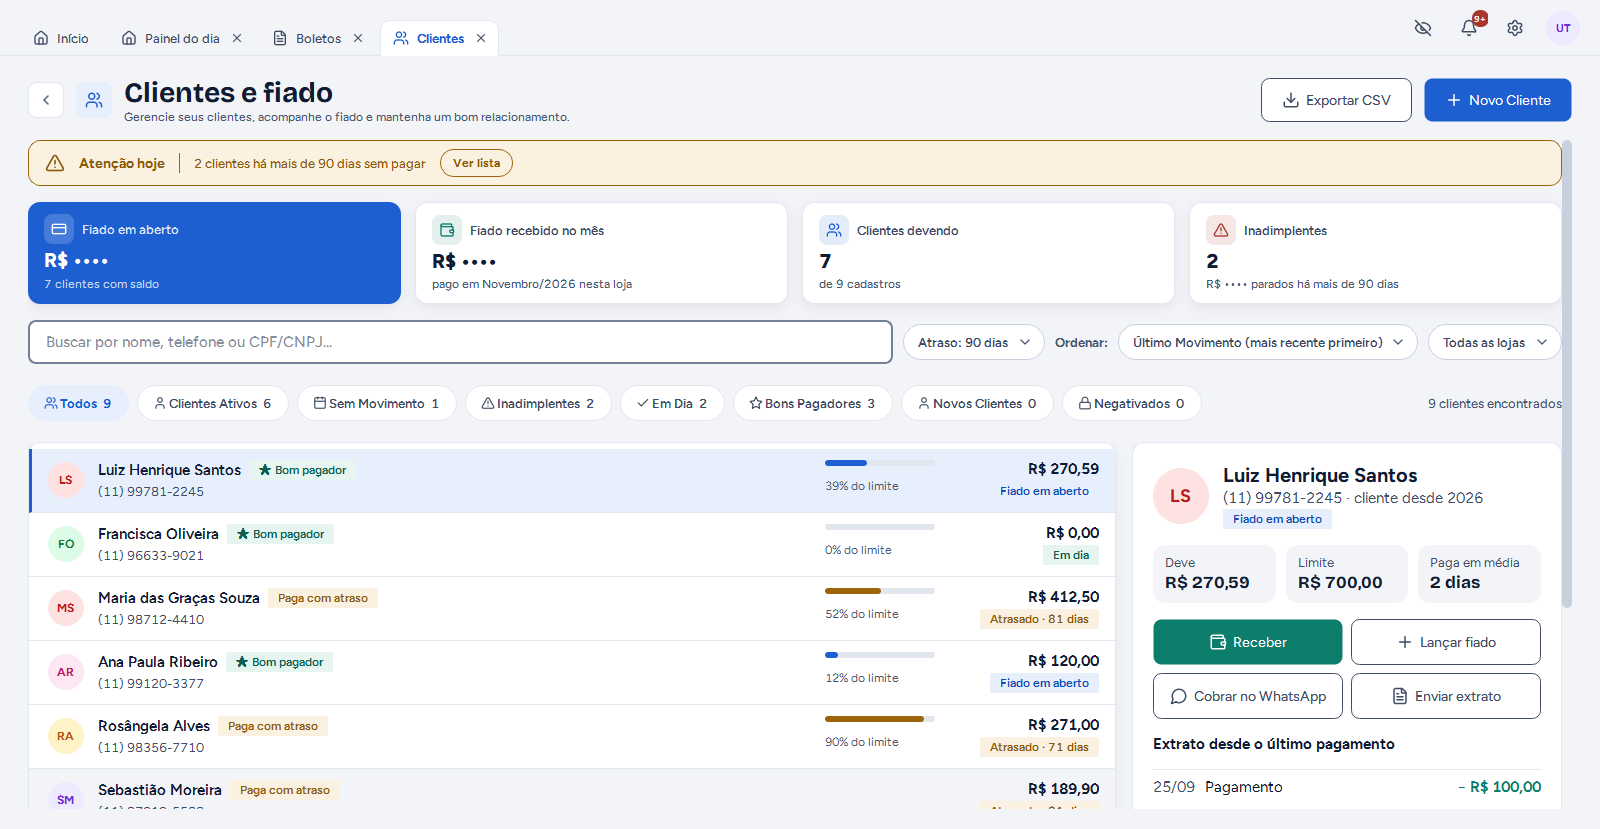 Início
Painel do dia
Boletos
Clientes
9+
UT
Clientes e fiado
Gerencie seus clientes, acompanhe o fiado e mantenha um bom relacionamento.
Exportar CSV
Novo Cliente
Atenção hoje
2 clientes há mais de 90 dias sem pagar
Ver lista
Fiado em aberto
R$ ••••
7 clientes com saldo
Fiado recebido no mês
R$ ••••
pago em Novembro/2026 nesta loja
Clientes devendo
7
de 9 cadastros
Inadimplentes
2
R$ •••• parados há mais de 90 dias
Buscar por nome, telefone ou CPF/CNPJ...
Atraso: 90 dias
Ordenar:
Último Movimento (mais recente primeiro)
Todas as lojas
Todos 9
Clientes Ativos 6
Sem Movimento 1
Inadimplentes 2
Em Dia 2
Bons Pagadores 3
Novos Clientes 0
Negativados 0
9 clientes encontrados
LS
Luiz Henrique Santos
Bom pagador
(11) 99781-2245
39% do limite
R$ 270,59
Fiado em aberto
FO
Francisca Oliveira
Bom pagador
(11) 96633-9021
0% do limite
R$ 0,00
Em dia
MS
Maria das Graças Souza
Paga com atraso
(11) 98712-4410
52% do limite
R$ 412,50
Atrasado · 81 dias
AR
Ana Paula Ribeiro
Bom pagador
(11) 99120-3377
12% do limite
R$ 120,00
Fiado em aberto
RA
Rosângela Alves
Paga com atraso
(11) 98356-7710
90% do limite
R$ 271,00
Atrasado · 71 dias
SM
Sebastião Moreira
Paga com atraso
R$ 189,90
LS
Luiz Henrique Santos
(11) 99781-2245 · cliente desde 2026
Fiado em aberto
Deve
R$ 270,59
Limite
R$ 700,00
Paga em média
2 dias
Receber
Lançar fiado
Cobrar no WhatsApp
Enviar extrato
Extrato desde o último pagamento
25/09 Pagamento
− R$ 100,00